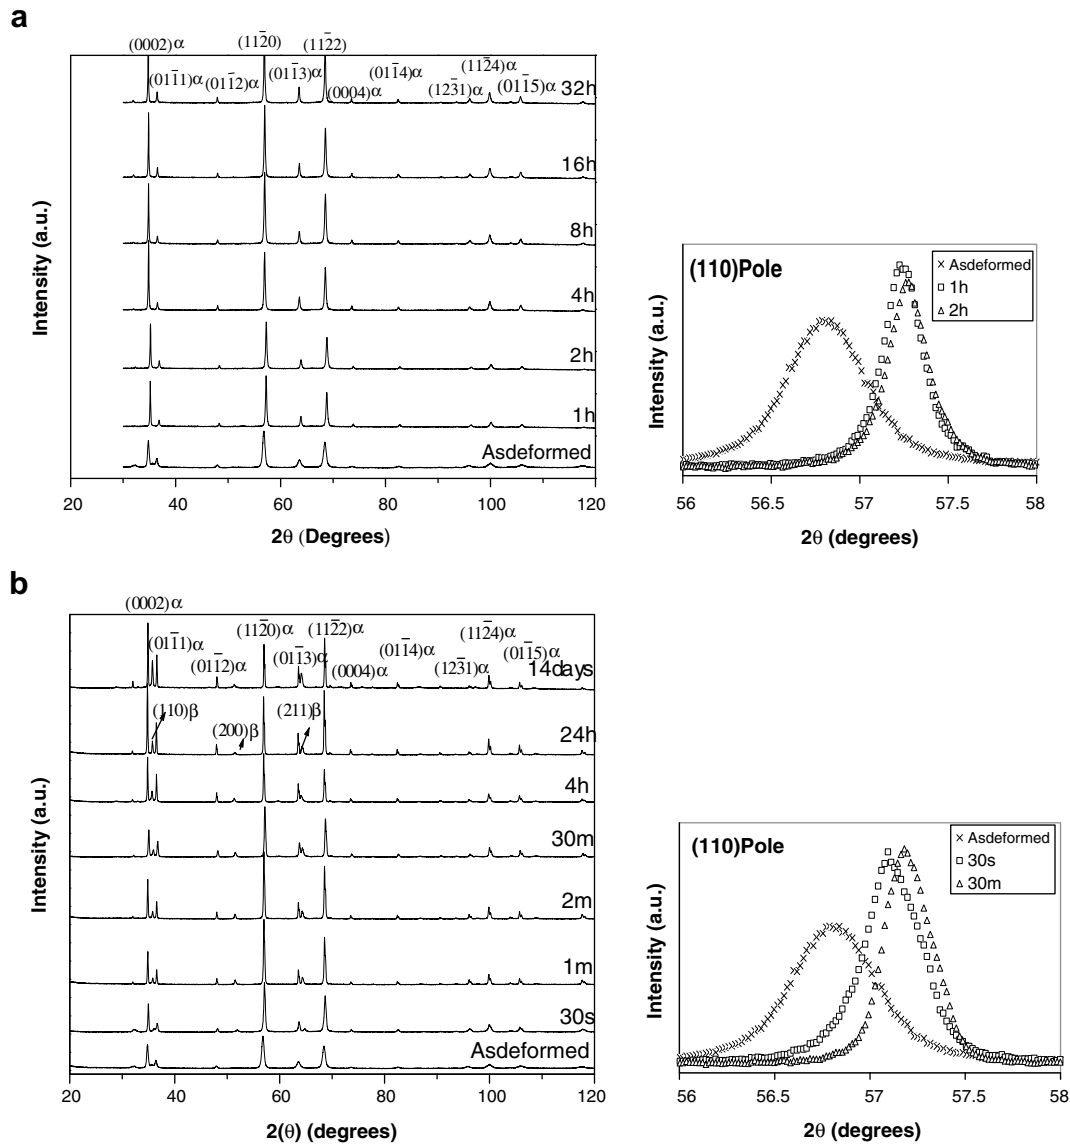 a
(0002)α
(112̄0)
(112̄2)
(011̄1)α
(011̄2)α
(011̄3)α
(0004)α
(011̄4)α
(112̄4)α
(123̄1)α
(011̄5)α
32h
16h
8h
4h
2h
1h
Asdeformed
Intensity (a.u.)
20 40 60 80 100 120
2θ (Degrees)
(110)Pole
× Asdeformed
□ 1h
△ 2h
Intensity (a.u.)
56 56.5 57 57.5 58
2θ (degrees)
b
(0002)α
(011̄1)α
(011̄2)α
(112̄0)α
(011̄3)α
(112̄2)α
(0004)α
(011̄4)α
(112̄4)α
(123̄1)α
(011̄5)α
14days
(110)β
(200)β
(211)β
24h
4h
30m
2m
1m
30s
Asdeformed
Intensity (a.u.)
20 40 60 80 100 120
2(θ) (degrees)
(110)Pole
× Asdeformed
□ 30s
△ 30m
Intensity (a.u.)
56 56.5 57 57.5 58
2θ (degrees)